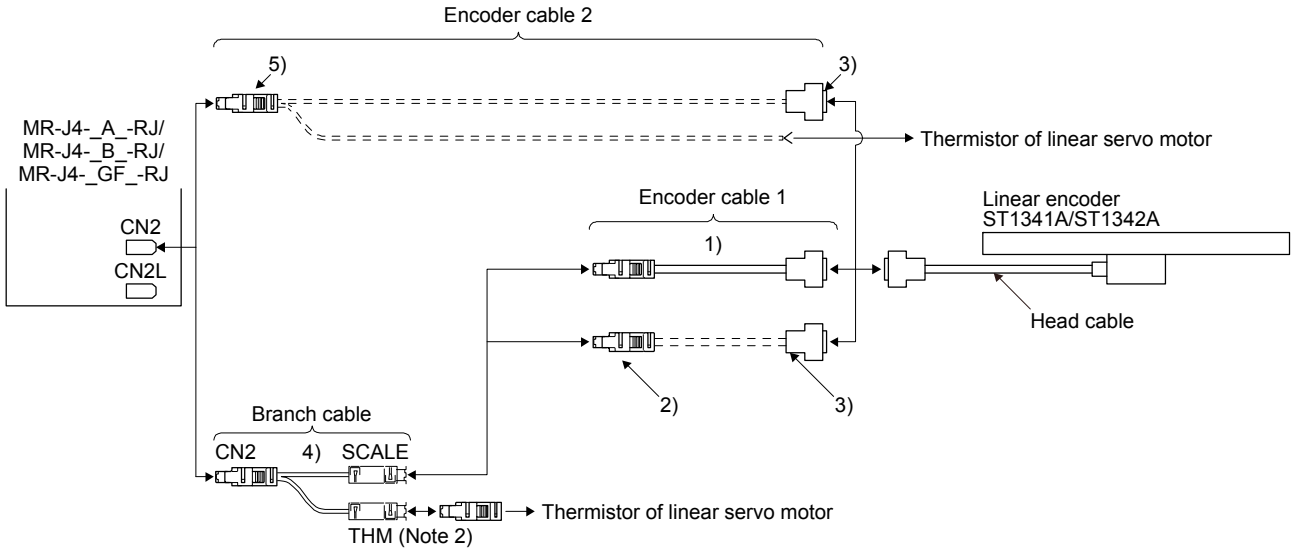 Encoder cable 2
5)
3)
MR-J4-_A_-RJ/
MR-J4-_B_-RJ/
MR-J4-_GF_-RJ
Thermistor of linear servo motor
Encoder cable 1
Linear encoder
ST1341A/ST1342A
CN2
1)
CN2L
Head cable
2)
3)
Branch cable
CN2
4)
SCALE
Thermistor of linear servo motor
THM (Note 2)